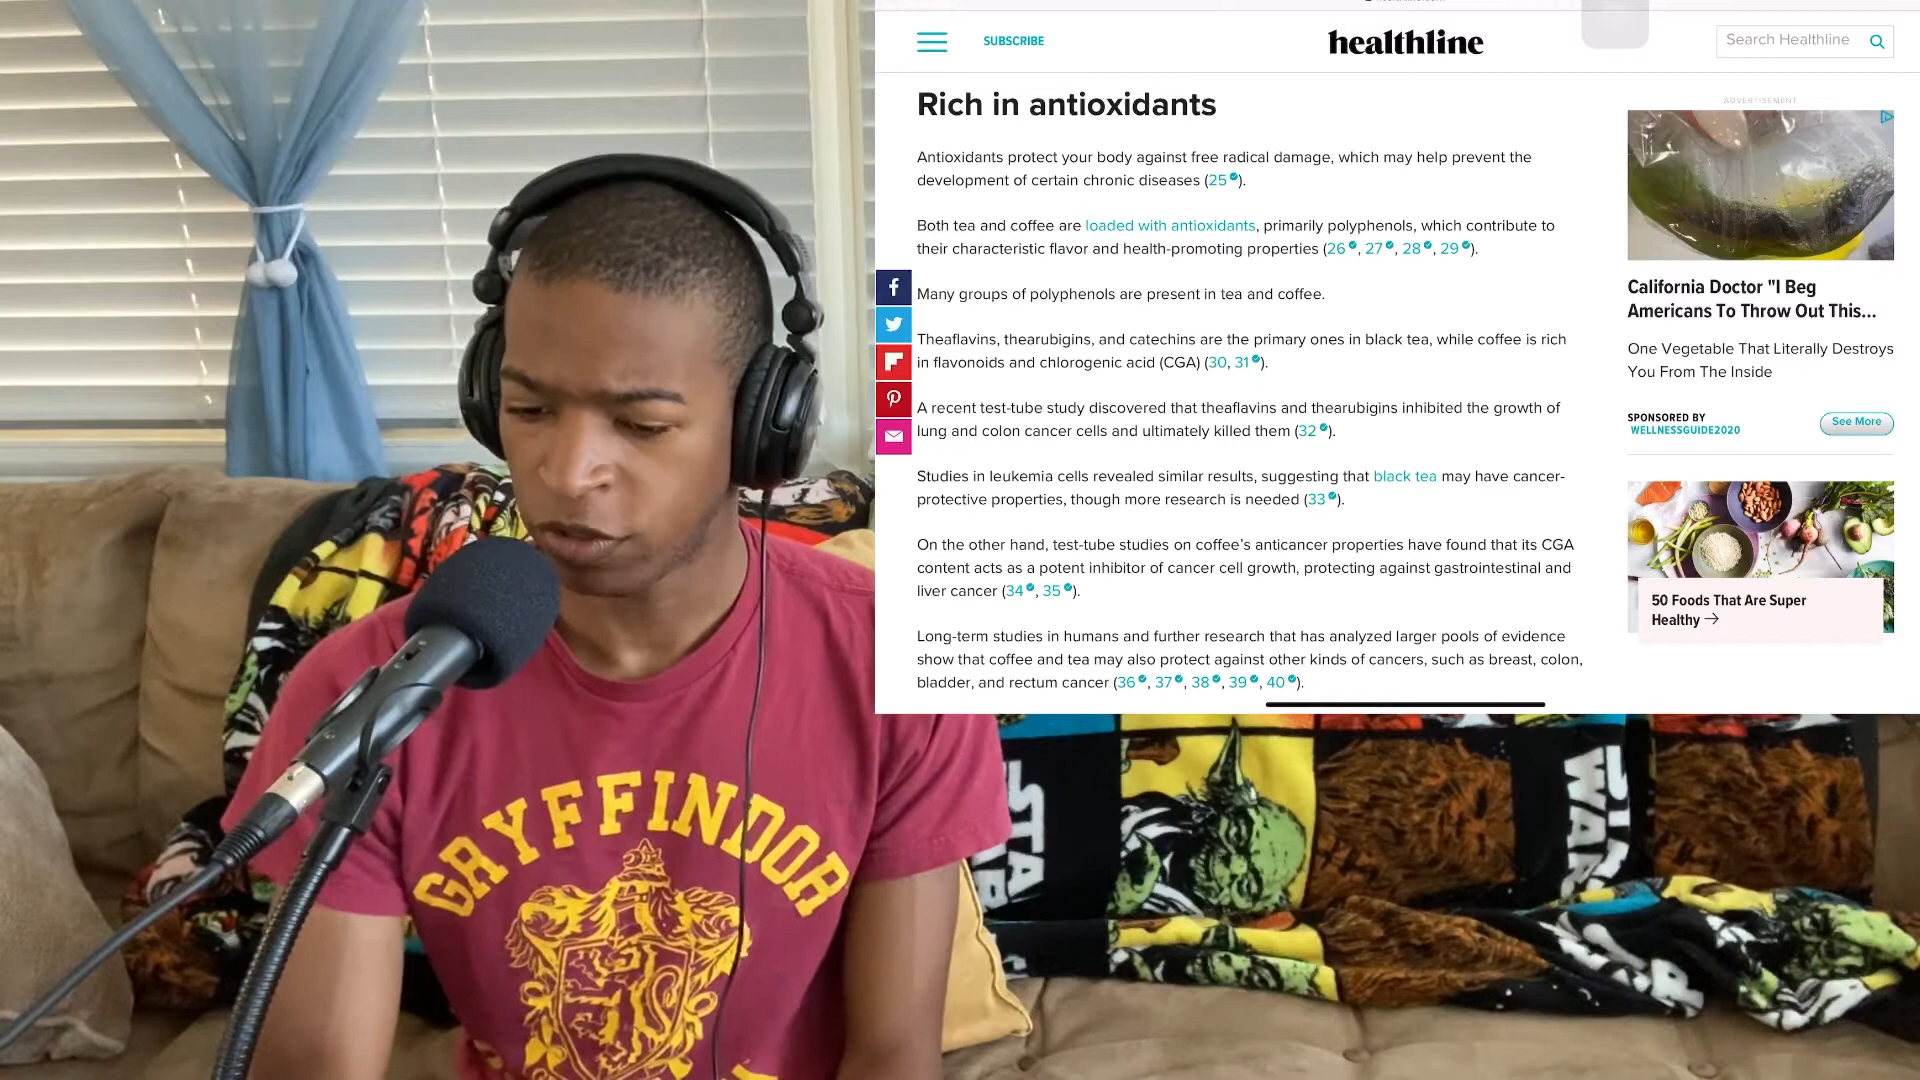 SUBSCRIBE
healthline
Search Healthline
Rich in antioxidants
Antioxidants protect your body against free radical damage, which may help prevent the
development of certain chronic diseases (25).
Both tea and coffee are loaded with antioxidants, primarily polyphenols, which contribute to
their characteristic flavor and health-promoting properties (26, 27, 28, 29).
Many groups of polyphenols are present in tea and coffee.
Theaflavins, thearubigins, and catechins are the primary ones in black tea, while coffee is rich
in flavonoids and chlorogenic acid (CGA) (30, 31).
A recent test-tube study discovered that theaflavins and thearubigins inhibited the growth of
lung and colon cancer cells and ultimately killed them (32).
Studies in leukemia cells revealed similar results, suggesting that black tea may have cancer-
protective properties, though more research is needed (33).
On the other hand, test-tube studies on coffee's anticancer properties have found that its CGA
content acts as a potent inhibitor of cancer cell growth, protecting against gastrointestinal and
liver cancer (34, 35).
Long-term studies in humans and further research that has analyzed larger pools of evidence
show that coffee and tea may also protect against other kinds of cancers, such as breast, colon,
bladder, and rectum cancer (36, 37, 38, 39, 40).
ADVERTISEMENT
California Doctor "I Beg
Americans To Throw Out This...
One Vegetable That Literally Destroys
You From The Inside
SPONSORED BY
WELLNESSGUIDE2020
See More
50 Foods That Are Super
Healthy →
GRYFFINDOR
STAR
STAR
WARS